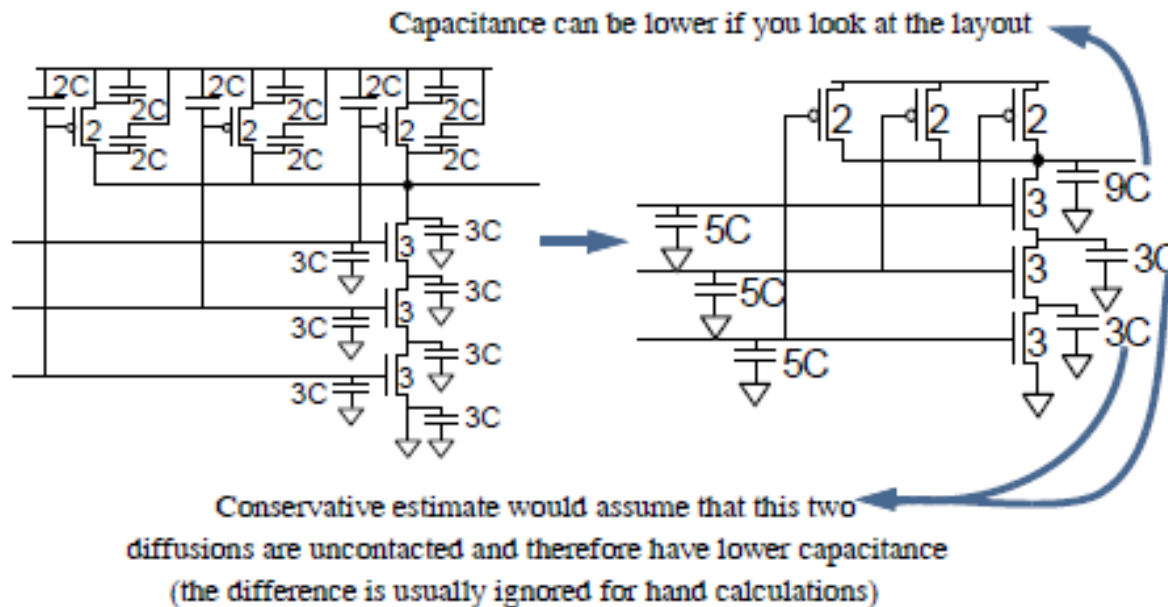 Capacitance can be lower if you look at the layout
2C 2C 2C
2C 2C 2C
2 2 2
2C 2C 2C
2 2 2
9C
3C 3 3C
5C 3
3C 3 3C
5C 3 3C
3C 3 3C
5C 3 3C
3C
Conservative estimate would assume that this two
diffusions are uncontacted and therefore have lower capacitance
(the difference is usually ignored for hand calculations)